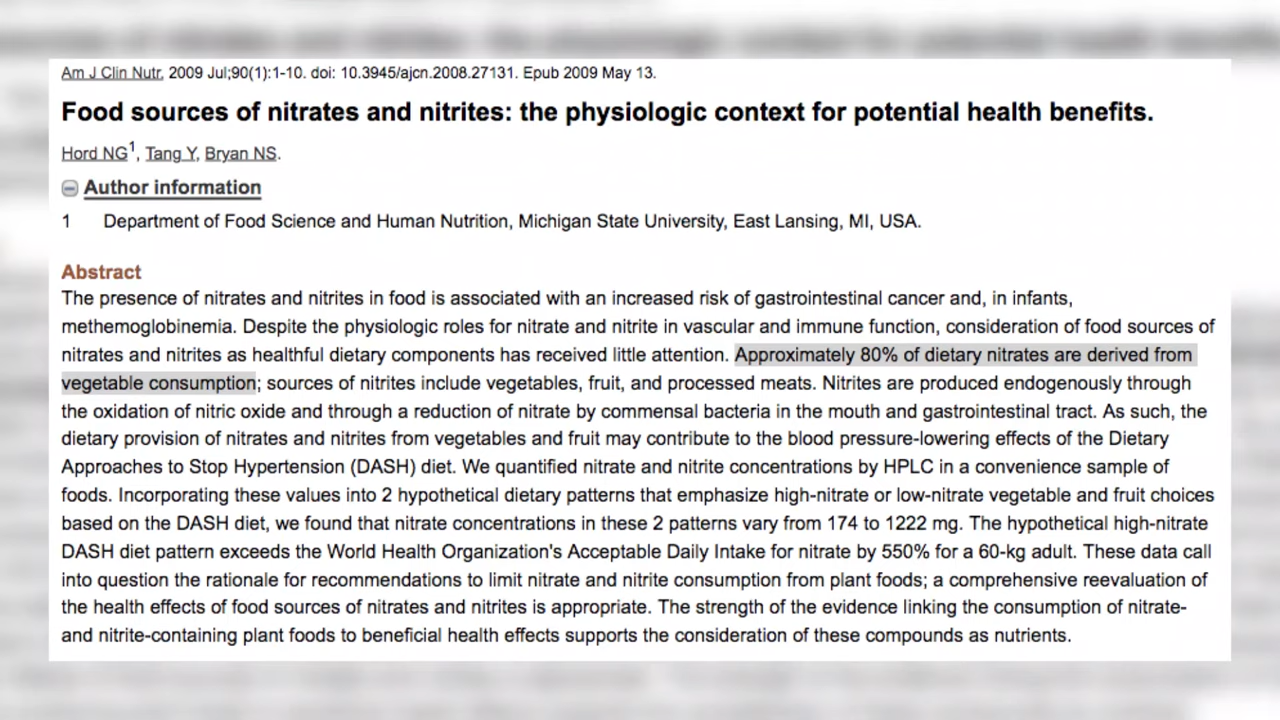 Am J Clin Nutr. 2009 Jul;90(1):1-10. doi: 10.3945/ajcn.2008.27131. Epub 2009 May 13.
Food sources of nitrates and nitrites: the physiologic context for potential health benefits.
Hord NG1, Tang Y, Bryan NS.
Author information
1 Department of Food Science and Human Nutrition, Michigan State University, East Lansing, MI, USA.
Abstract
The presence of nitrates and nitrites in food is associated with an increased risk of gastrointestinal cancer and, in infants,
methemoglobinemia. Despite the physiologic roles for nitrate and nitrite in vascular and immune function, consideration of food sources of
nitrates and nitrites as healthful dietary components has received little attention. Approximately 80% of dietary nitrates are derived from
vegetable consumption; sources of nitrites include vegetables, fruit, and processed meats. Nitrites are produced endogenously through
the oxidation of nitric oxide and through a reduction of nitrate by commensal bacteria in the mouth and gastrointestinal tract. As such, the
dietary provision of nitrates and nitrites from vegetables and fruit may contribute to the blood pressure-lowering effects of the Dietary
Approaches to Stop Hypertension (DASH) diet. We quantified nitrate and nitrite concentrations by HPLC in a convenience sample of
foods. Incorporating these values into 2 hypothetical dietary patterns that emphasize high-nitrate or low-nitrate vegetable and fruit choices
based on the DASH diet, we found that nitrate concentrations in these 2 patterns vary from 174 to 1222 mg. The hypothetical high-nitrate
DASH diet pattern exceeds the World Health Organization's Acceptable Daily Intake for nitrate by 550% for a 60-kg adult. These data call
into question the rationale for recommendations to limit nitrate and nitrite consumption from plant foods; a comprehensive reevaluation of
the health effects of food sources of nitrates and nitrites is appropriate. The strength of the evidence linking the consumption of nitrate-
and nitrite-containing plant foods to beneficial health effects supports the consideration of these compounds as nutrients.